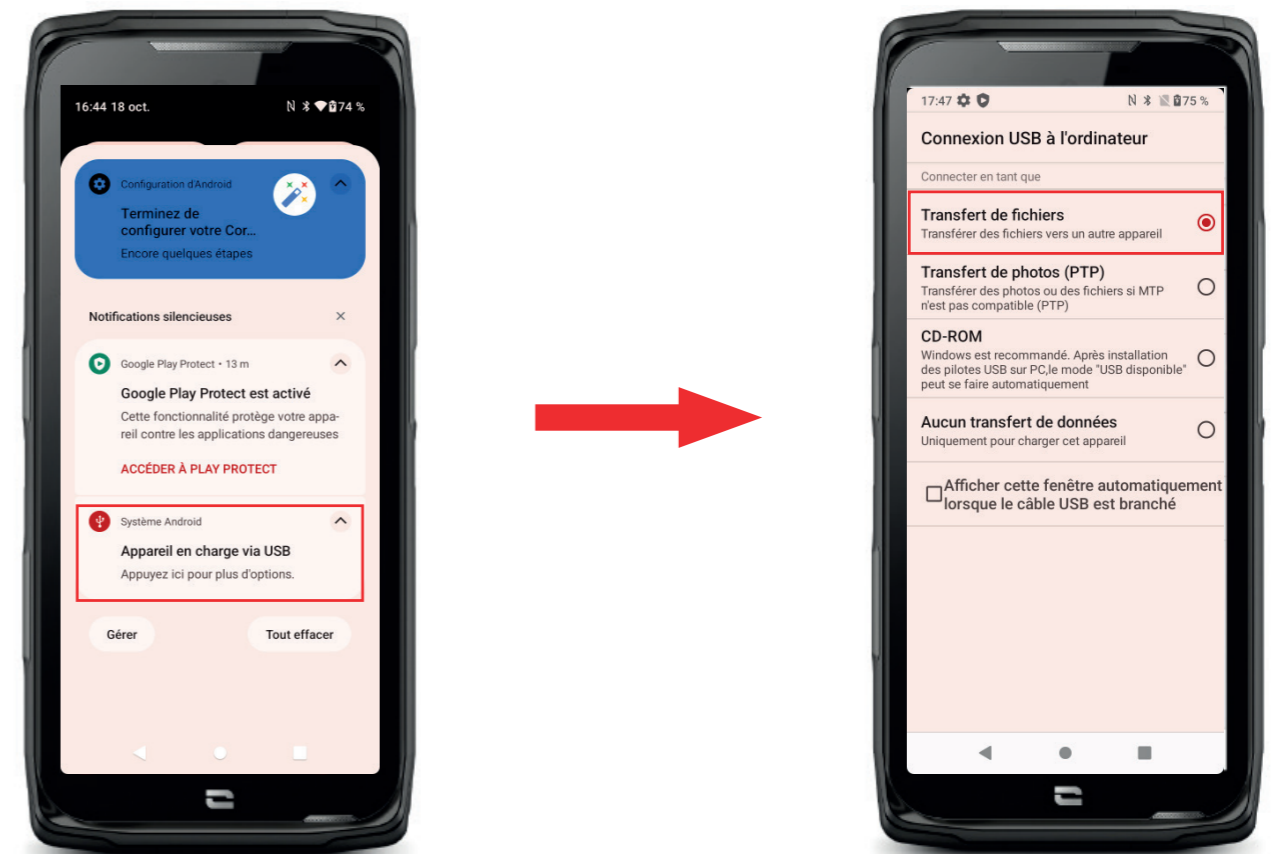 16:44 18 oct.
74 %
Configuration d'Android
Terminez de
configurer votre Cor...
Encore quelques étapes
Notifications silencieuses
Google Play Protect • 13 m
Google Play Protect est activé
Cette fonctionnalité protège votre appa-
reil contre les applications dangereuses
ACCÉDER À PLAY PROTECT
Système Android
Appareil en charge via USB
Appuyez ici pour plus d'options.
Gérer
Tout effacer
17:47
75 %
Connexion USB à l'ordinateur
Connecter en tant que
Transfert de fichiers
Transférer des fichiers vers un autre appareil
Transfert de photos (PTP)
Transférer des photos ou des fichiers si MTP
n'est pas compatible (PTP)
CD-ROM
Windows est recommandé. Après installation
des pilotes USB sur PC,le mode "USB disponible"
peut se faire automatiquement
Aucun transfert de données
Uniquement pour charger cet appareil
Afficher cette fenêtre automatiquement
lorsque le câble USB est branché